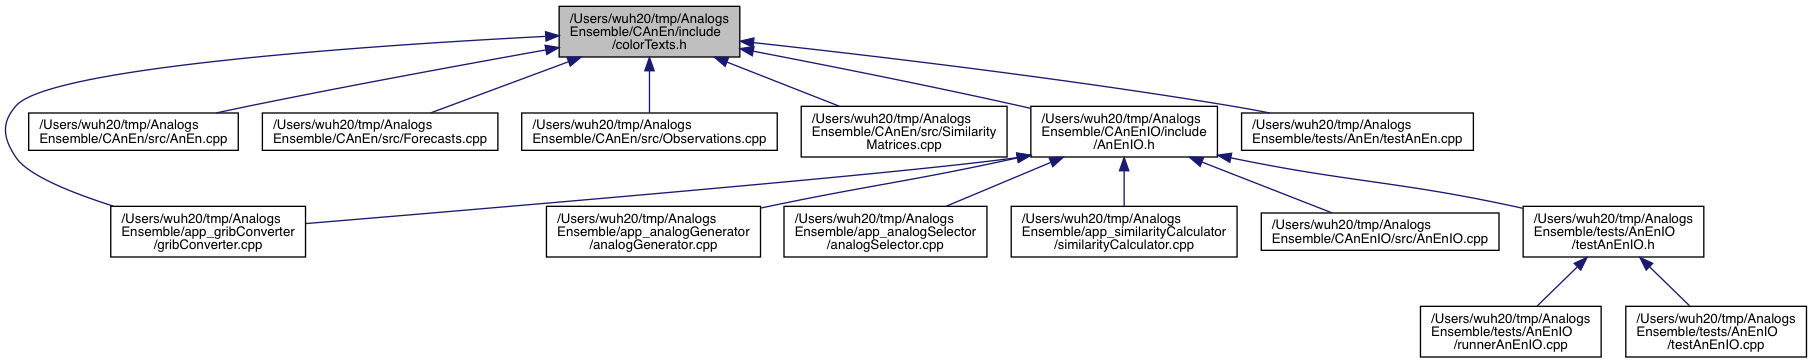 /Users/wuh20/tmp/Analogs
Ensemble/CAnEn/include
/colorTexts.h
/Users/wuh20/tmp/Analogs
Ensemble/CAnEn/src/AnEn.cpp
/Users/wuh20/tmp/Analogs
Ensemble/CAnEn/src/Forecasts.cpp
/Users/wuh20/tmp/Analogs
Ensemble/CAnEn/src/Observations.cpp
/Users/wuh20/tmp/Analogs
Ensemble/CAnEn/src/Similarity
Matrices.cpp
/Users/wuh20/tmp/Analogs
Ensemble/CAnEnIO/include
/AnEnIO.h
/Users/wuh20/tmp/Analogs
Ensemble/tests/AnEn/testAnEn.cpp
/Users/wuh20/tmp/Analogs
Ensemble/app_gribConverter
/gribConverter.cpp
/Users/wuh20/tmp/Analogs
Ensemble/app_analogGenerator
/analogGenerator.cpp
/Users/wuh20/tmp/Analogs
Ensemble/app_analogSelector
/analogSelector.cpp
/Users/wuh20/tmp/Analogs
Ensemble/app_similarityCalculator
/similarityCalculator.cpp
/Users/wuh20/tmp/Analogs
Ensemble/CAnEnIO/src/AnEnIO.cpp
/Users/wuh20/tmp/Analogs
Ensemble/tests/AnEnIO
/testAnEnIO.h
/Users/wuh20/tmp/Analogs
Ensemble/tests/AnEnIO
/runnerAnEnIO.cpp
/Users/wuh20/tmp/Analogs
Ensemble/tests/AnEnIO
/testAnEnIO.cpp